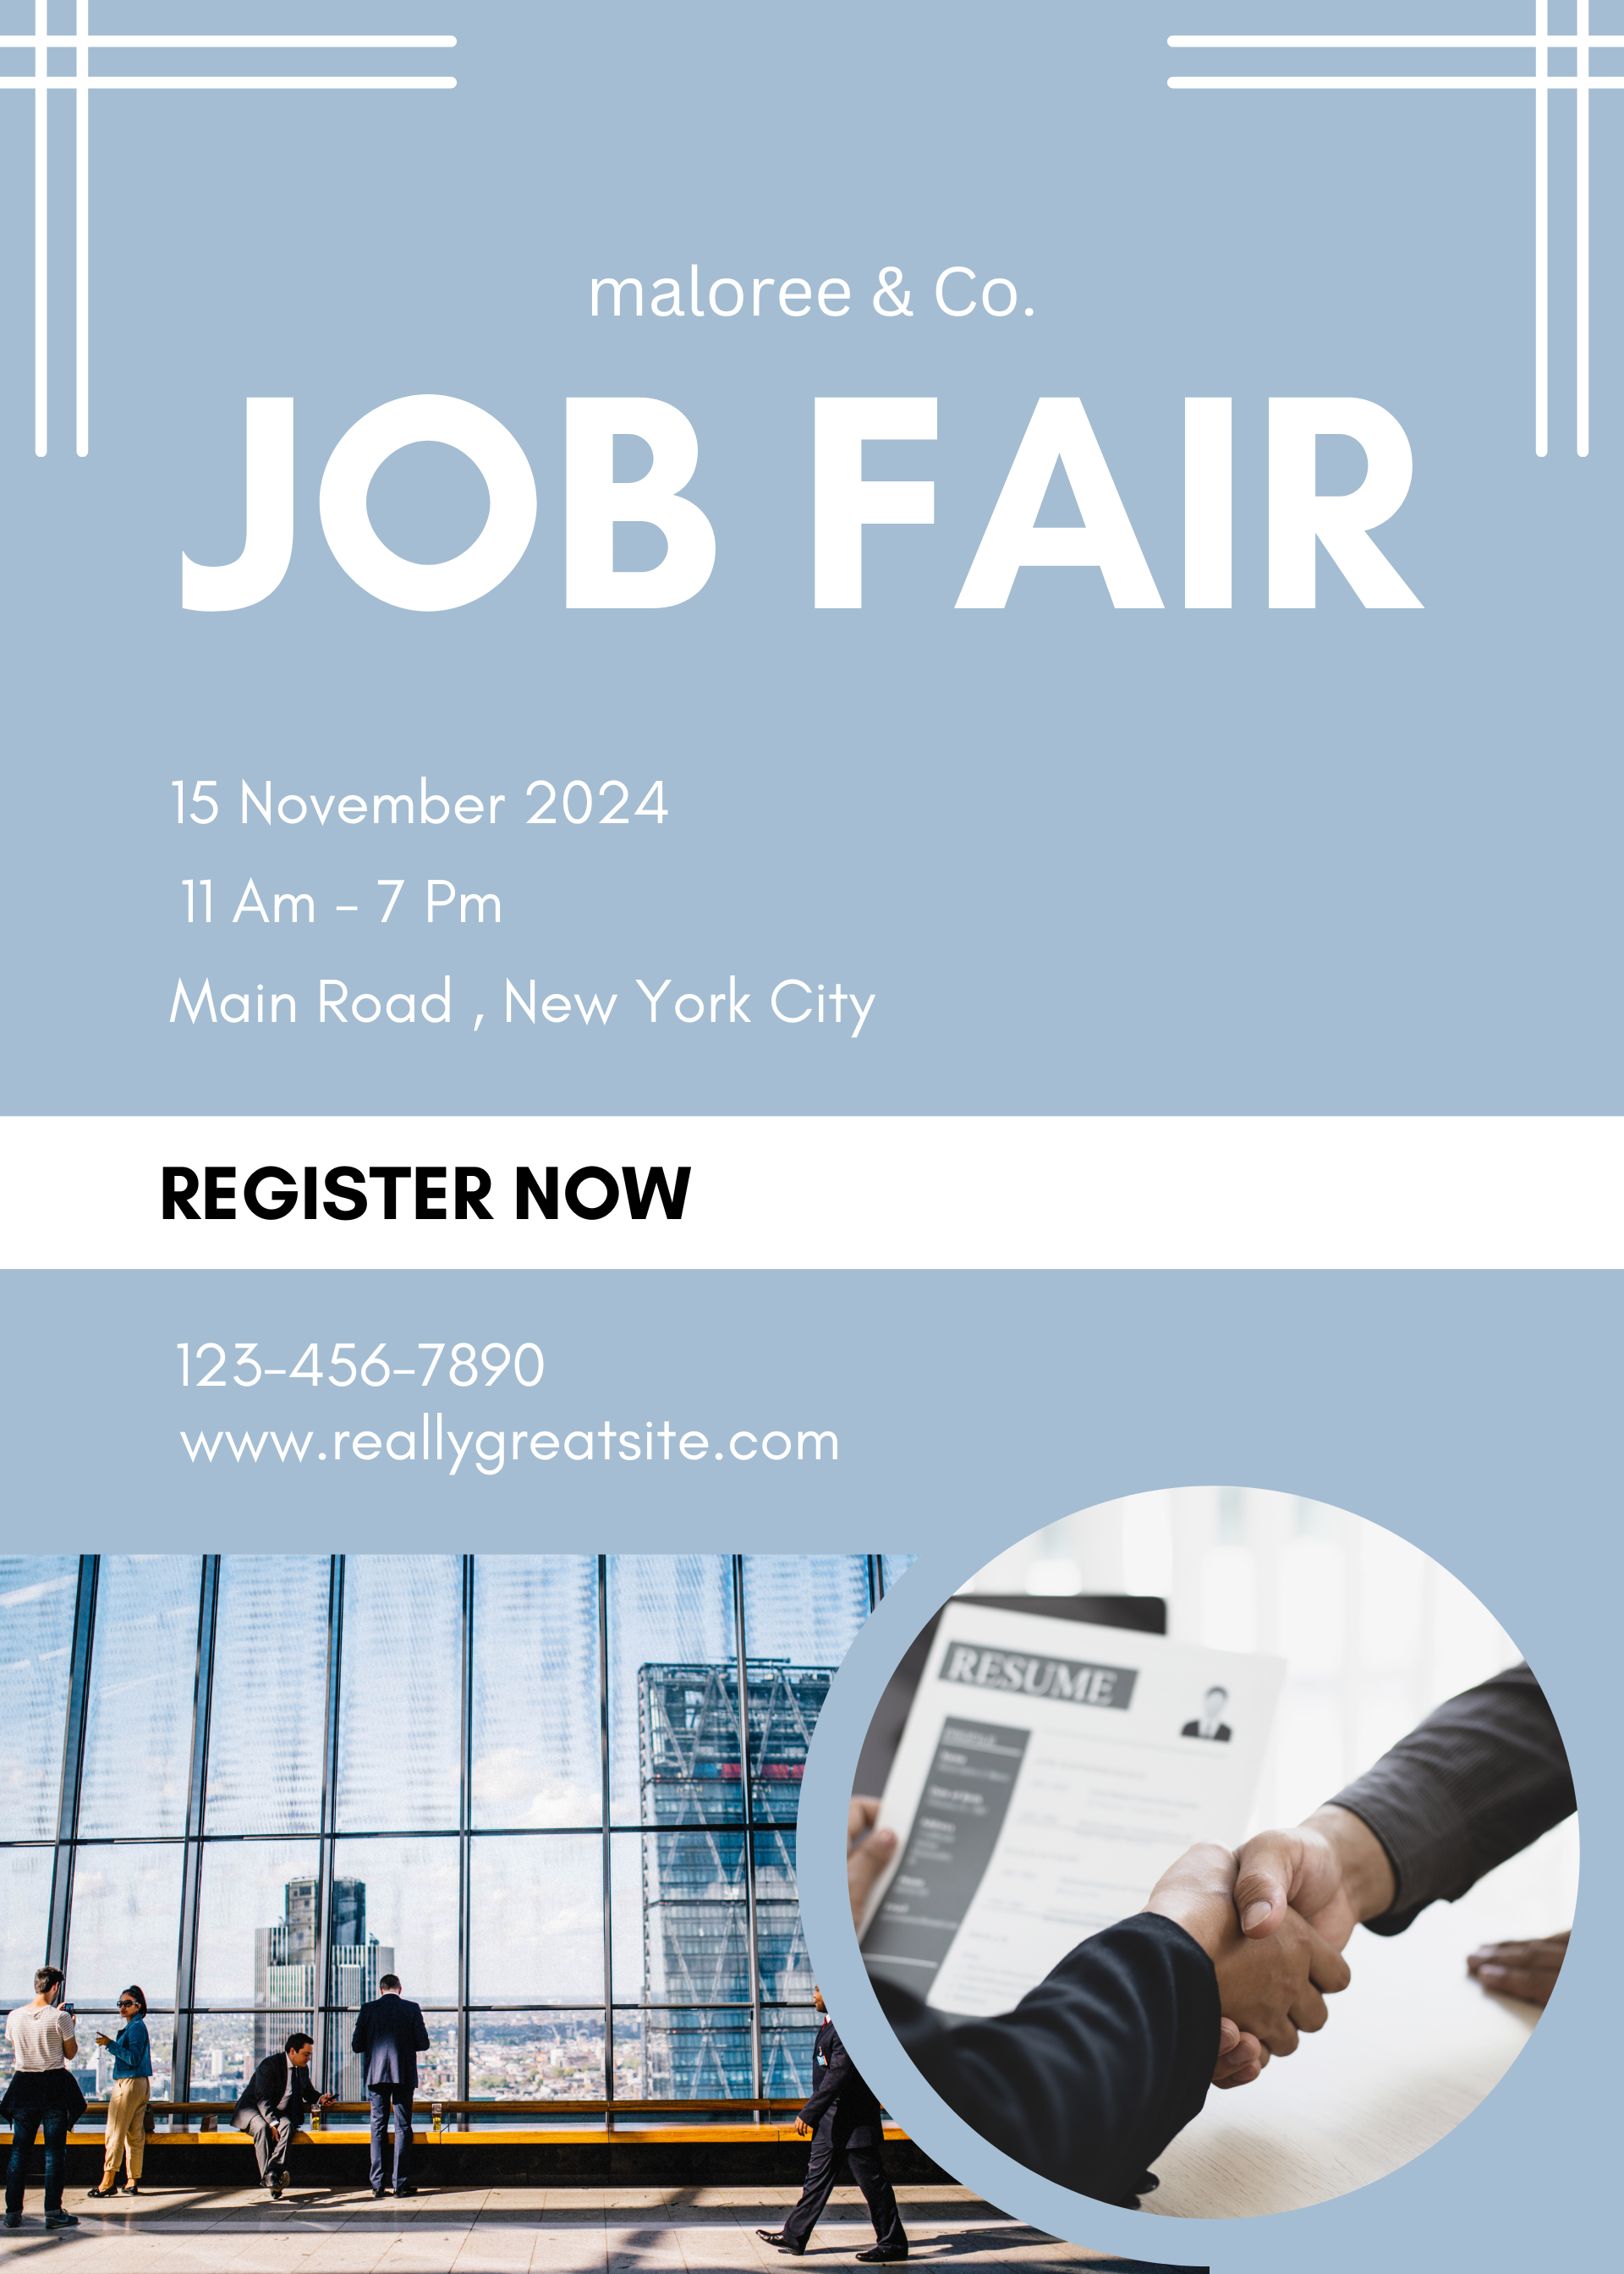 maloree & Co.
JOB FAIR
15 November 2024
11 Am - 7 Pm
Main Road , New York City
REGISTER NOW
123-456-7890
www.reallygreatsite.com
RESUME